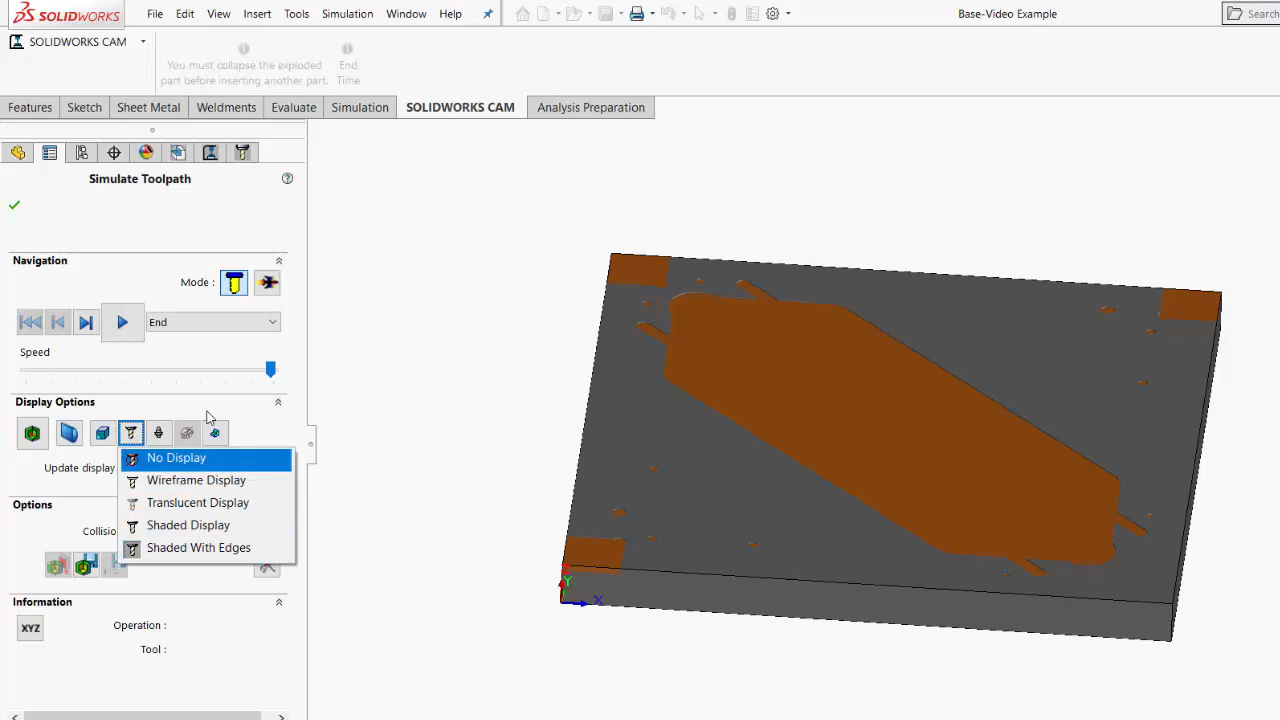 SOLIDWORKS File Edit View Insert Tools Simulation Window Help Base-Video Example Search
SOLIDWORKS CAM
You must collapse the exploded
part before inserting another part.
End
Time
Features Sketch Sheet Metal Weldments Evaluate Simulation SOLIDWORKS CAM Analysis Preparation
Simulate Toolpath
Navigation
Mode :
End
Speed
Display Options
No Display
Update display
Wireframe Display
Translucent Display
Options
Shaded Display
Collisio
Shaded With Edges
Information
XYZ Operation :
Tool :
Z
Y
X